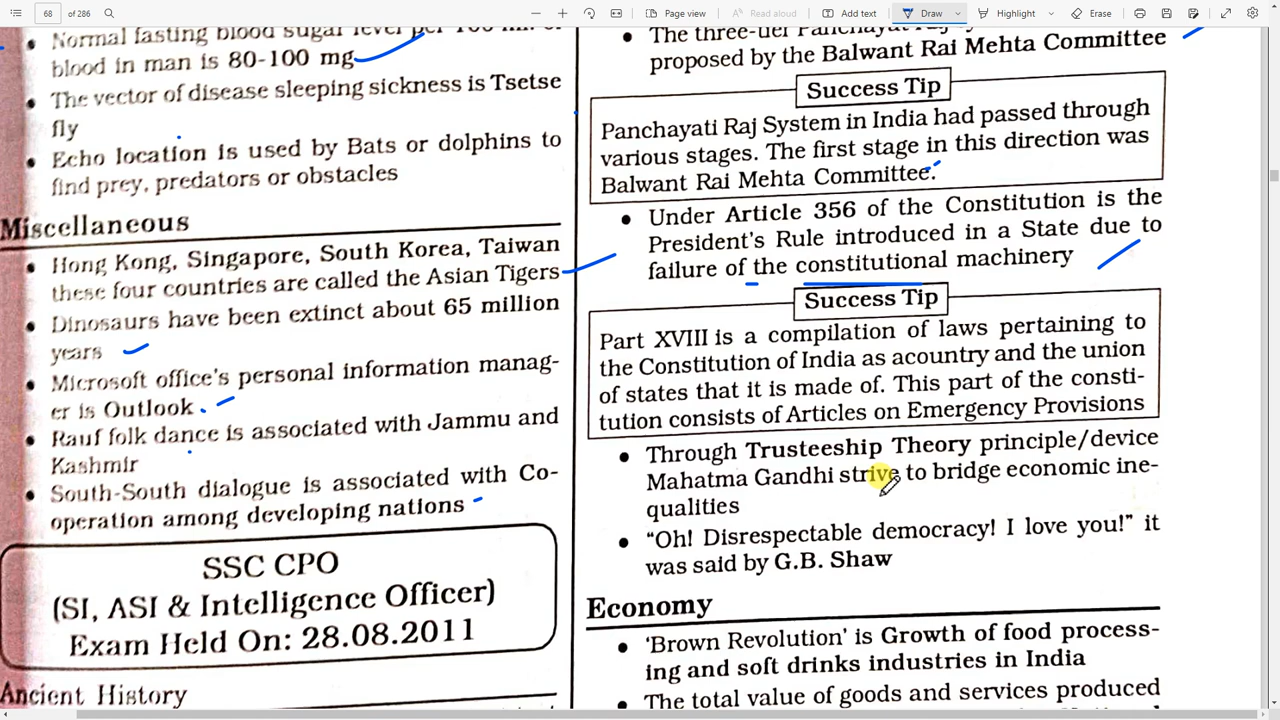 68 of 286
Page view
Read aloud
Add text
Draw
Highlight
Erase
Normal fasting blood sugar level per 100 ml. of
blood in man is 80-100 mg
The vector of disease sleeping sickness is Tsetse
fly
Echo location is used by Bats or dolphins to
find prey, predators or obstacles
Miscellaneous
Hong Kong, Singapore, South Korea, Taiwan
these four countries are called the Asian Tigers
Dinosaurs have been extinct about 65 million
years
Microsoft office's personal information manag-
er is Outlook
Rauf folk dance is associated with Jammu and
Kashmir
South-South dialogue is associated with Co-
operation among developing nations
SSC CPO
(SI, ASI & Intelligence Officer)
Exam Held On: 28.08.2011
Ancient History
The three-tier Panchayat Raj
proposed by the Balwant Rai Mehta Committee
Success Tip
Panchayati Raj System in India had passed through
various stages. The first stage in this direction was
Balwant Rai Mehta Committee.
Under Article 356 of the Constitution is the
President's Rule introduced in a State due to
failure of the constitutional machinery
Success Tip
Part XVIII is a compilation of laws pertaining to
the Constitution of India as acountry and the union
of states that it is made of. This part of the consti-
tution consists of Articles on Emergency Provisions
Through Trusteeship Theory principle/device
Mahatma Gandhi strive to bridge economic ine-
qualities
"Oh! Disrespectable democracy! I love you!" it
was said by G.B. Shaw
Economy
'Brown Revolution' is Growth of food process-
ing and soft drinks industries in India
The total value of goods and services produced